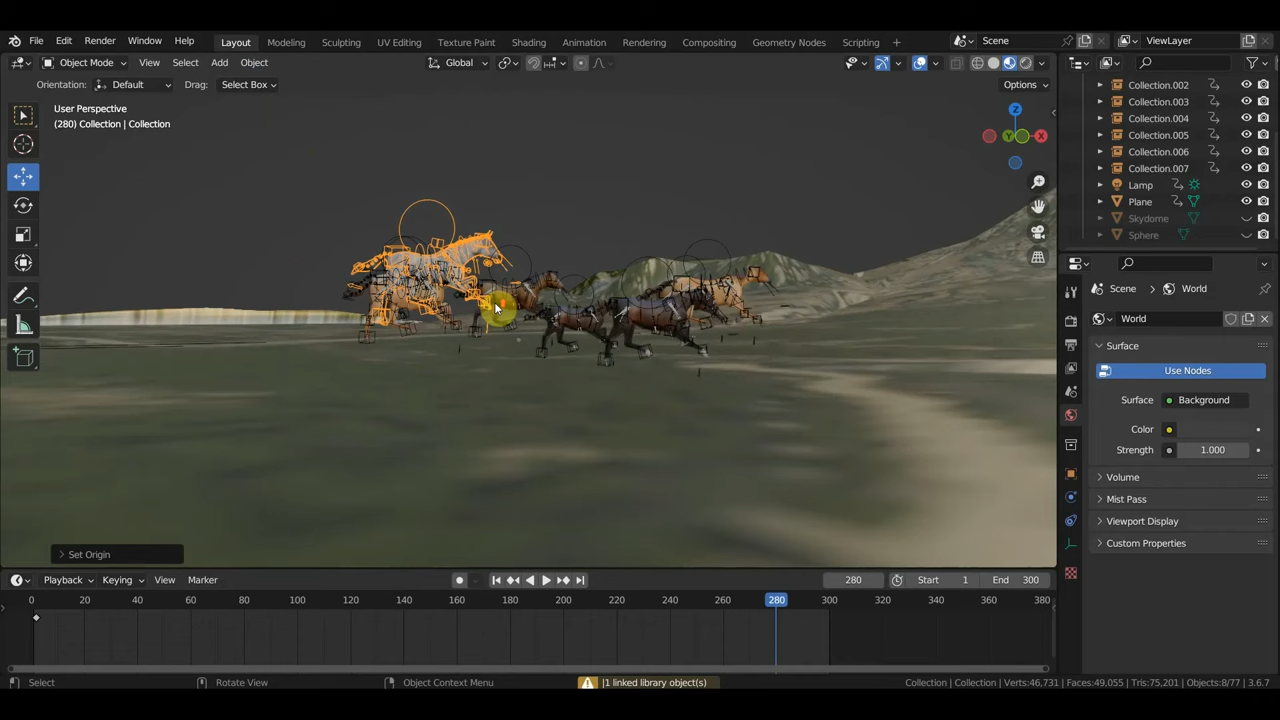 File Edit Render Window Help Layout Modeling Sculpting UV Editing Texture Paint Shading Animation Rendering Compositing Geometry Nodes Scripting + Scene ViewLayer
Object Mode View Select Add Object Global Options
Orientation: Default Drag: Select Box
User Perspective
(280) Collection | Collection
Z
Y
X
Collection.002
Collection.003
Collection.004
Collection.005
Collection.006
Collection.007
Lamp
Plane
Skydome
Sphere
Scene World
World
Surface
Use Nodes
Surface Background
Color
Strength 1.000
Volume
Mist Pass
Viewport Display
Custom Properties
Set Origin
Playback Keying View Marker 280 Start 1 End 300
0 20 40 60 80 100 120 140 160 180 200 220 240 260 280 300 320 340 360 380
Select Rotate View Object Context Menu |1 linked library object(s) Collection | Collection | Verts:46,731 | Faces:49,055 | Tris:75,201 | Objects:8/77 | 3.6.7